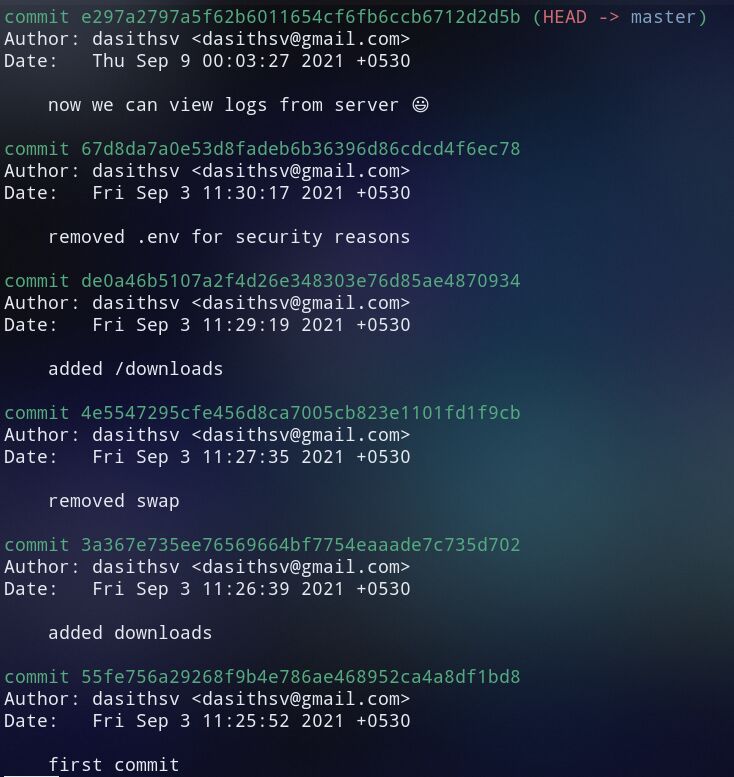 commit e297a2797a5f62b6011654cf6fb6ccb6712d2d5b (HEAD -> master)
Author: dasithsv <dasithsv@gmail.com>
Date:   Thu Sep 9 00:03:27 2021 +0530
now we can view logs from server 😃
commit 67d8da7a0e53d8fadeb6b36396d86cdcd4f6ec78
Author: dasithsv <dasithsv@gmail.com>
Date:   Fri Sep 3 11:30:17 2021 +0530
removed .env for security reasons
commit de0a46b5107a2f4d26e348303e76d85ae4870934
Author: dasithsv <dasithsv@gmail.com>
Date:   Fri Sep 3 11:29:19 2021 +0530
added /downloads
commit 4e5547295cfe456d8ca7005cb823e1101fd1f9cb
Author: dasithsv <dasithsv@gmail.com>
Date:   Fri Sep 3 11:27:35 2021 +0530
removed swap
commit 3a367e735ee76569664bf7754eaaade7c735d702
Author: dasithsv <dasithsv@gmail.com>
Date:   Fri Sep 3 11:26:39 2021 +0530
added downloads
commit 55fe756a29268f9b4e786ae468952ca4a8df1bd8
Author: dasithsv <dasithsv@gmail.com>
Date:   Fri Sep 3 11:25:52 2021 +0530
first commit